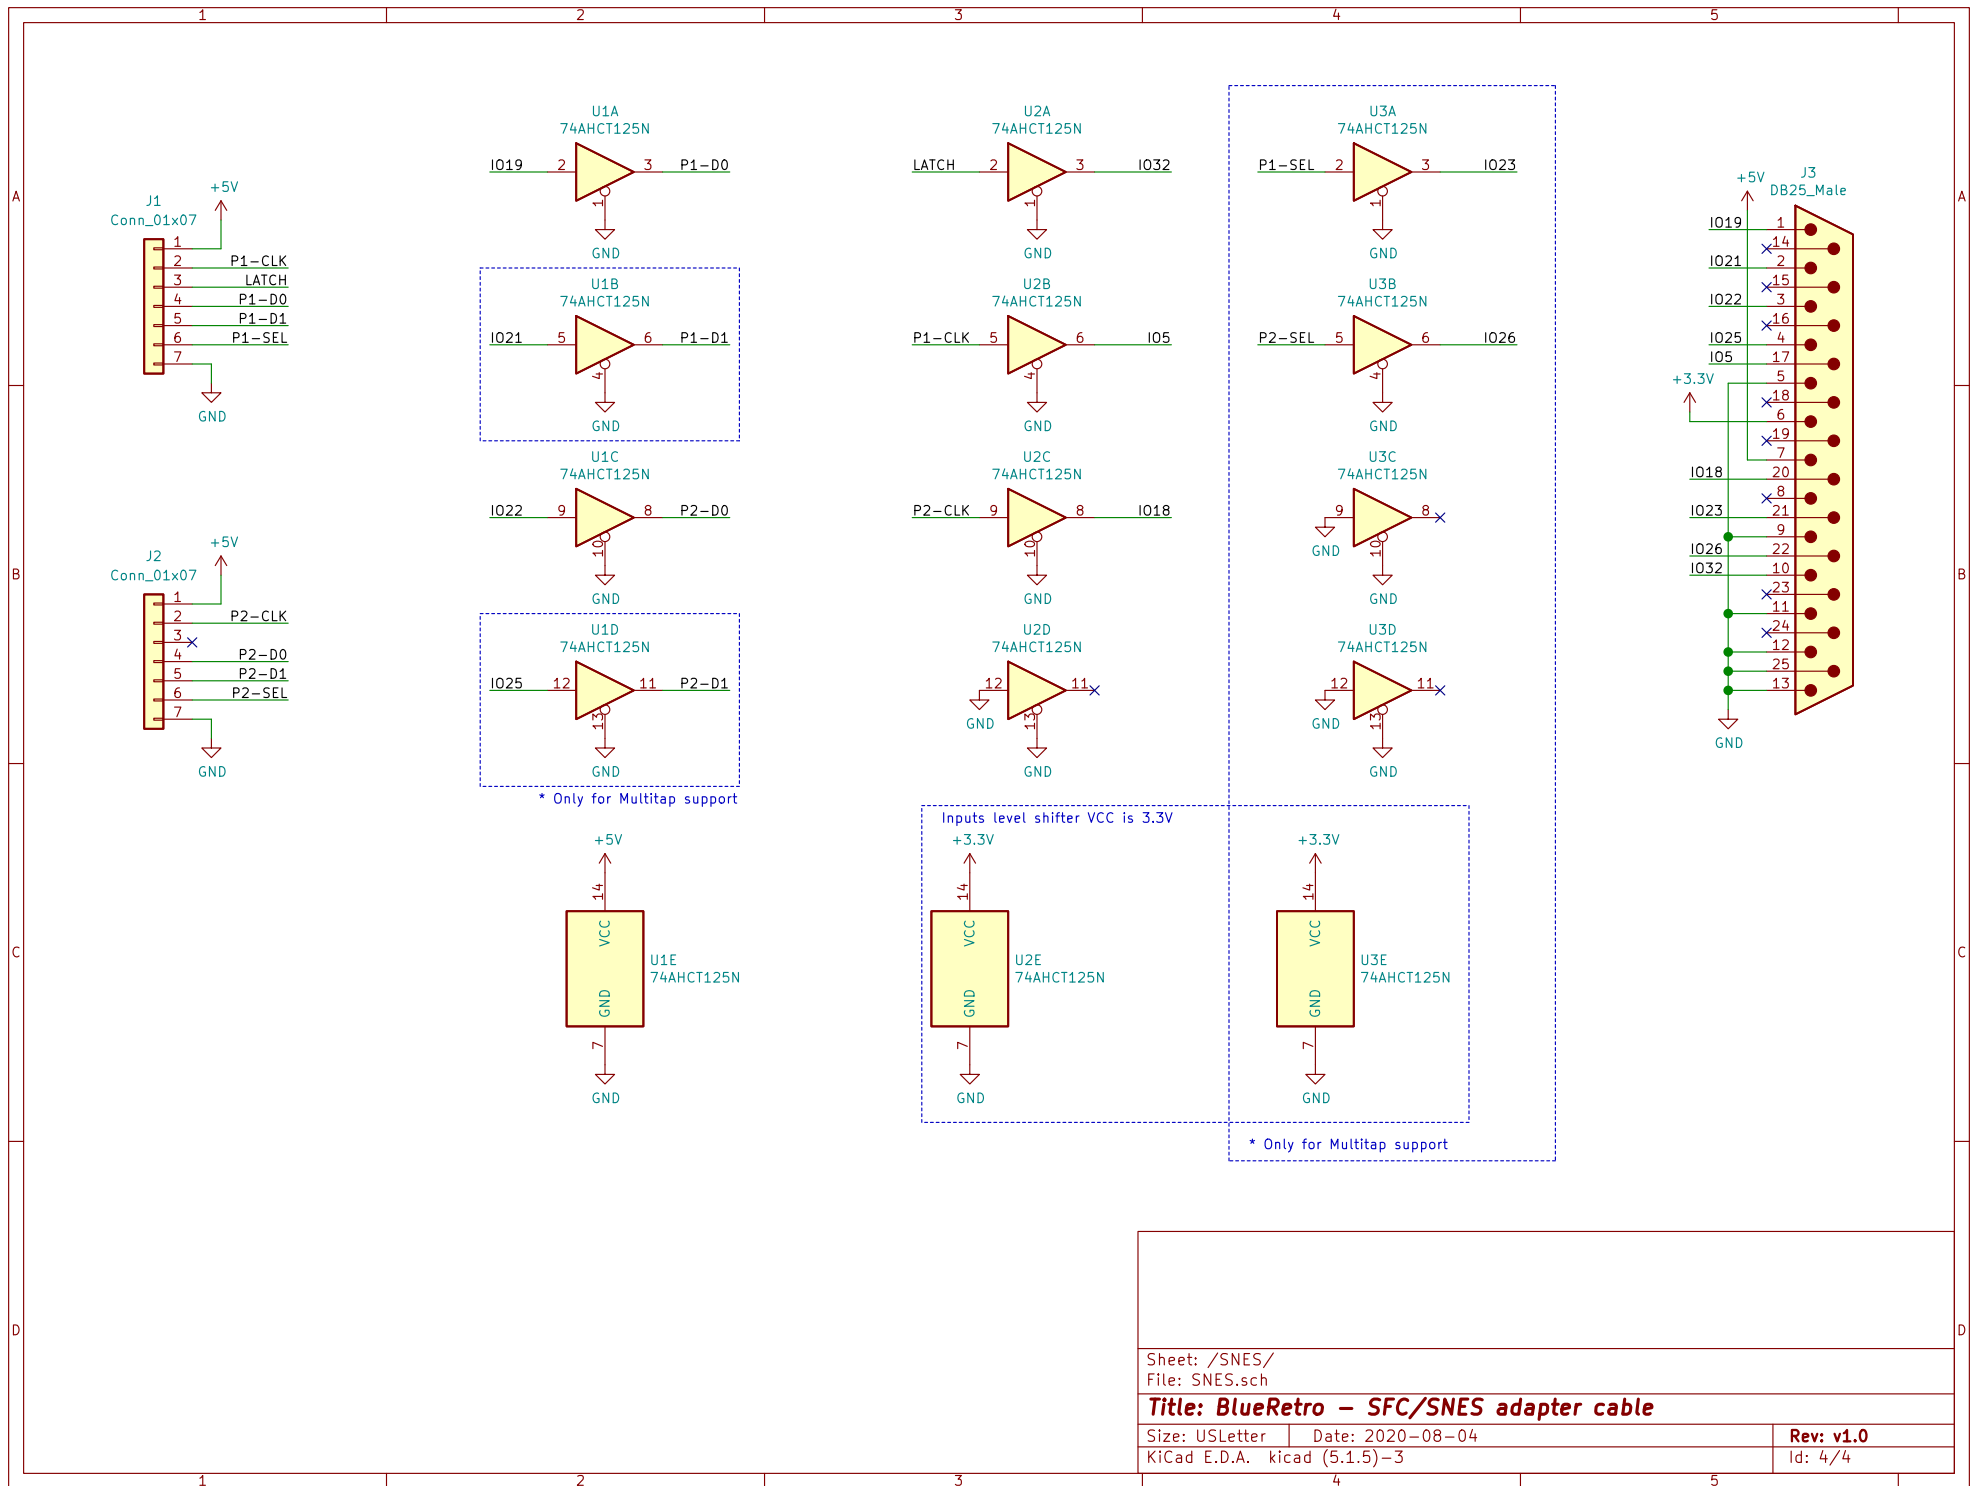 1 2 3 4 5
A A
B B
C C
D D
1 2 3 4 5
J1
Conn_01x07
+5V
1
2 P1-CLK
3 LATCH
4 P1-D0
5 P1-D1
6 P1-SEL
7
GND
J2
Conn_01x07
+5V
1
2 P2-CLK
3
4 P2-D0
5 P2-D1
6 P2-SEL
7
GND
U1A
74AHCT125N
IO19 2 3 P1-D0
1
GND
U1B
74AHCT125N
IO21 5 6 P1-D1
4
GND
U1C
74AHCT125N
IO22 9 8 P2-D0
10
GND
U1D
74AHCT125N
IO25 12 11 P2-D1
13
GND
* Only for Multitap support
+5V
14
VCC
U1E
74AHCT125N
GND
7
GND
U2A
74AHCT125N
LATCH 2 3 IO32
1
GND
U2B
74AHCT125N
P1-CLK 5 6 IO5
4
GND
U2C
74AHCT125N
P2-CLK 9 8 IO18
10
GND
U2D
74AHCT125N
12 11
GND
13
GND
Inputs level shifter VCC is 3.3V
+3.3V
14
VCC
U2E
74AHCT125N
GND
7
GND
U3A
74AHCT125N
P1-SEL 2 3 IO23
1
GND
U3B
74AHCT125N
P2-SEL 5 6 IO26
4
GND
U3C
74AHCT125N
9 8
GND
10
GND
U3D
74AHCT125N
12 11
GND
13
GND
+3.3V
14
VCC
U3E
74AHCT125N
GND
7
GND
* Only for Multitap support
J3
DB25_Male
+5V
IO19 1
14
IO21 2
15
IO22 3
16
IO25 4
IO5 17
5
+3.3V
18
6
19
7
IO18 20
8
IO23 21
9
IO26 22
IO32 10
23
11
24
12
25
13
GND
Sheet: /SNES/
File: SNES.sch
Title: BlueRetro - SFC/SNES adapter cable
Size: USLetter Date: 2020-08-04 Rev: v1.0
KiCad E.D.A. kicad (5.1.5)-3 Id: 4/4